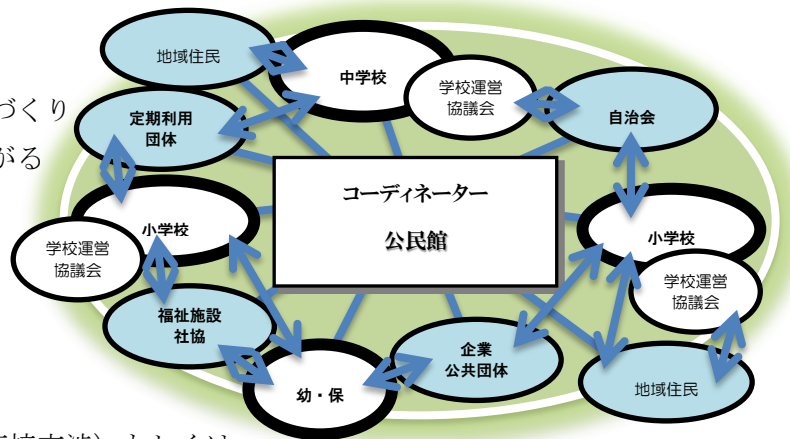 地域住民
中学校
学校運営
協議会
自治会
づくり
定期利用
団体
がる
コーディネーター
公民館
小学校
学校運営
協議会
小学校
学校運営
協議会
福祉施設
社協
企業
公共団体
幼・保
地域住民